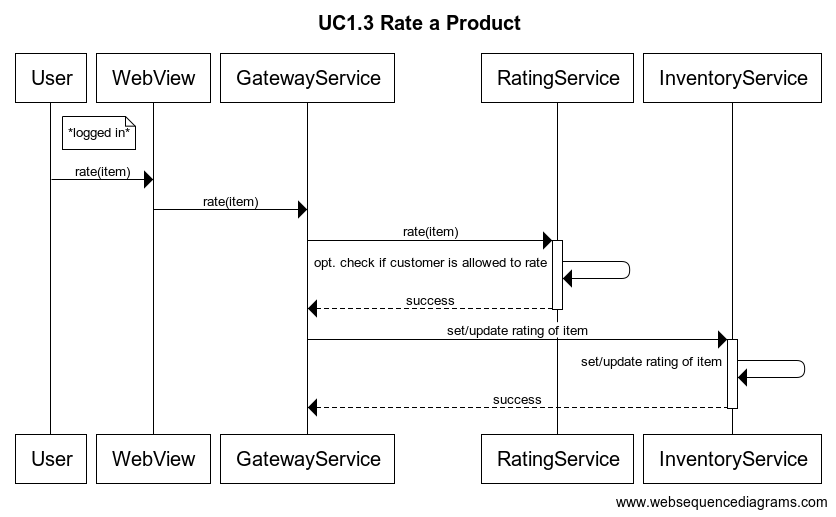 UC1.3 Rate a Product
User
WebView
GatewayService
RatingService
InventoryService
*logged in*
rate(item)
rate(item)
rate(item)
opt. check if customer is allowed to rate
success
set/update rating of item
set/update rating of item
success
User
WebView
GatewayService
RatingService
InventoryService
www.websequencediagrams.com